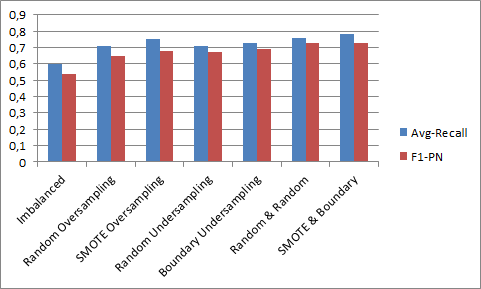 0,9
0,8
0,7
0,6
0,5
0,4
0,3
0,2
0,1
0
Imbalanced
Random Oversampling
SMOTE Oversampling
Random Undersampling
Boundary Undersampling
Random & Random
SMOTE & Boundary
Avg-Recall
F1-PN